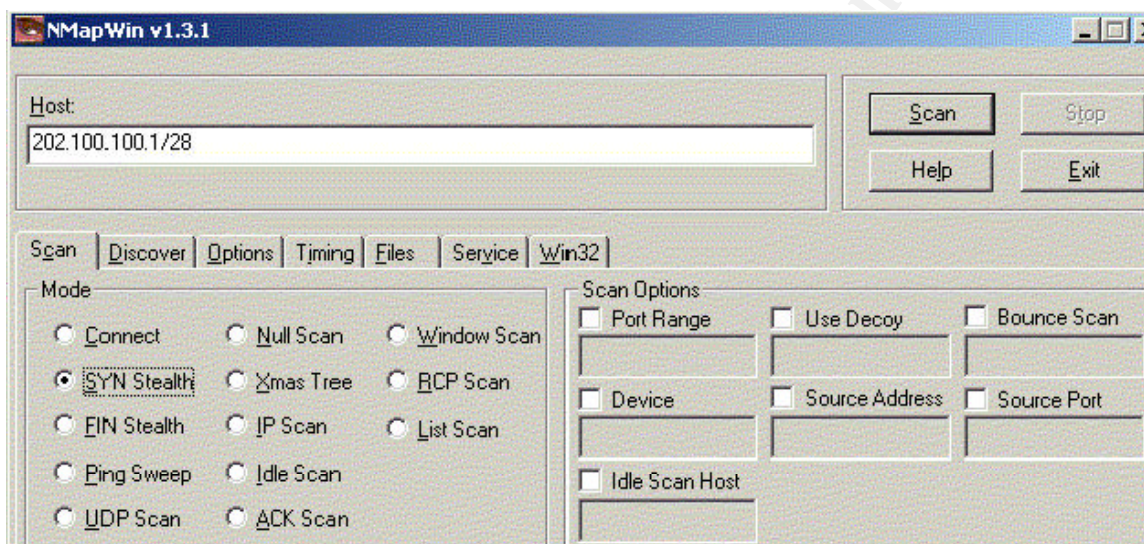 NMapWin v1.3.1
Host:
202.100.100.1/28
Scan
Stop
Help
Exit
Scan Discover Options Timing Files Service Win32
Mode
Connect
Null Scan
Window Scan
SYN Stealth
Xmas Tree
RCP Scan
FIN Stealth
IP Scan
List Scan
Ping Sweep
Idle Scan
UDP Scan
ACK Scan
Scan Options
Port Range
Use Decoy
Bounce Scan
Device
Source Address
Source Port
Idle Scan Host